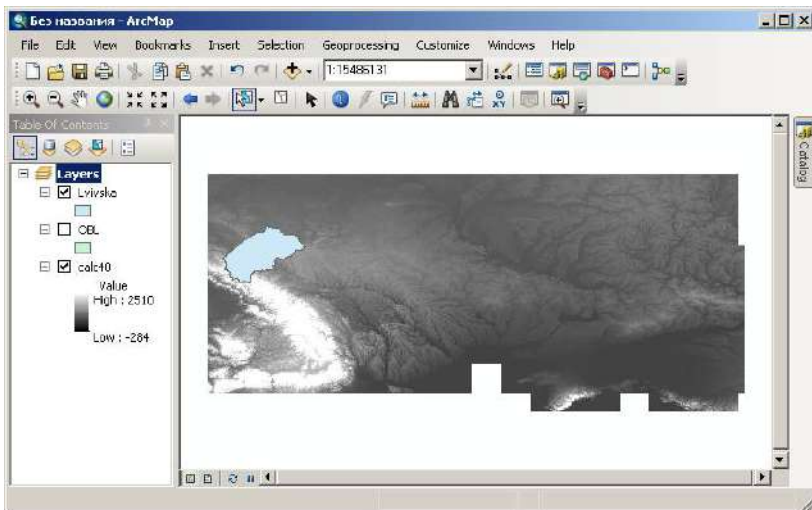 Без названия - ArcMap
File Edit View Bookmarks Insert Selection Geoprocessing Customize Windows Help
1:15486131
Table Of Contents
Layers
Lvivska
OBL
calc40
Value
High : 2510
Low : -284
Catalog